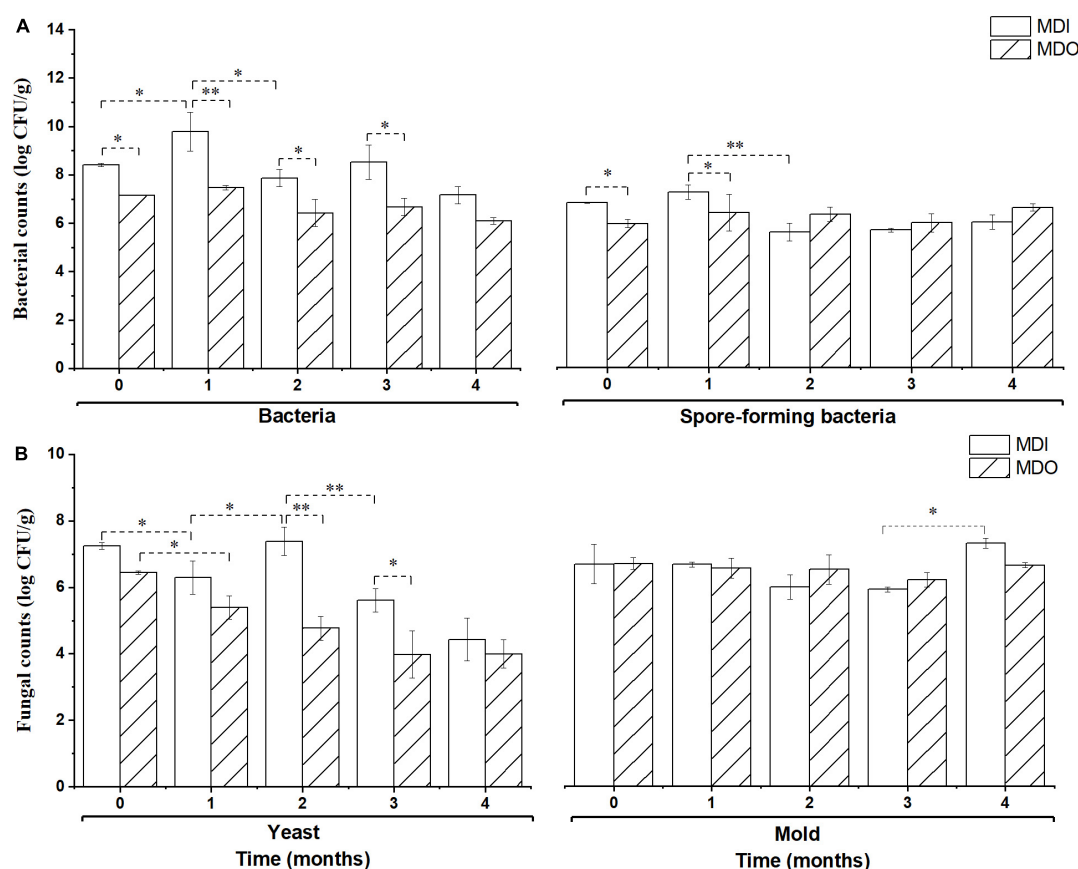 A
Bacterial counts (log CFU/g)
14
12
10
8
6
4
2
0
MDI
MDO
*
*
**
*
*
*
*
*
**
0 1 2 3 4
Bacteria
0 1 2 3 4
Spore-forming bacteria
B
Fungal counts (log CFU/g)
10
8
6
4
2
0
MDI
MDO
*
*
*
**
**
*
*
0 1 2 3 4
Yeast
Time (months)
0 1 2 3 4
Mold
Time (months)